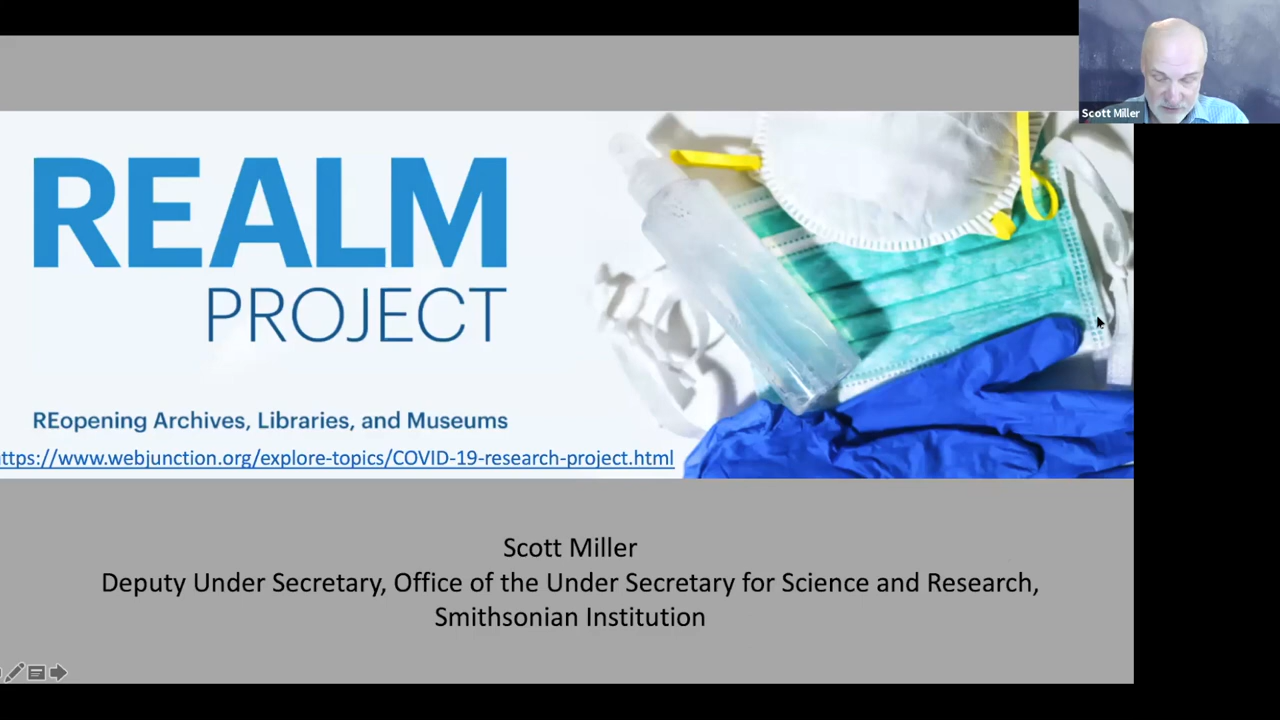 Scott Miller
REALM
PROJECT
REopening Archives, Libraries, and Museums
ttps://www.webjunction.org/explore-topics/COVID-19-research-project.html
Scott Miller
Deputy Under Secretary, Office of the Under Secretary for Science and Research,
Smithsonian Institution